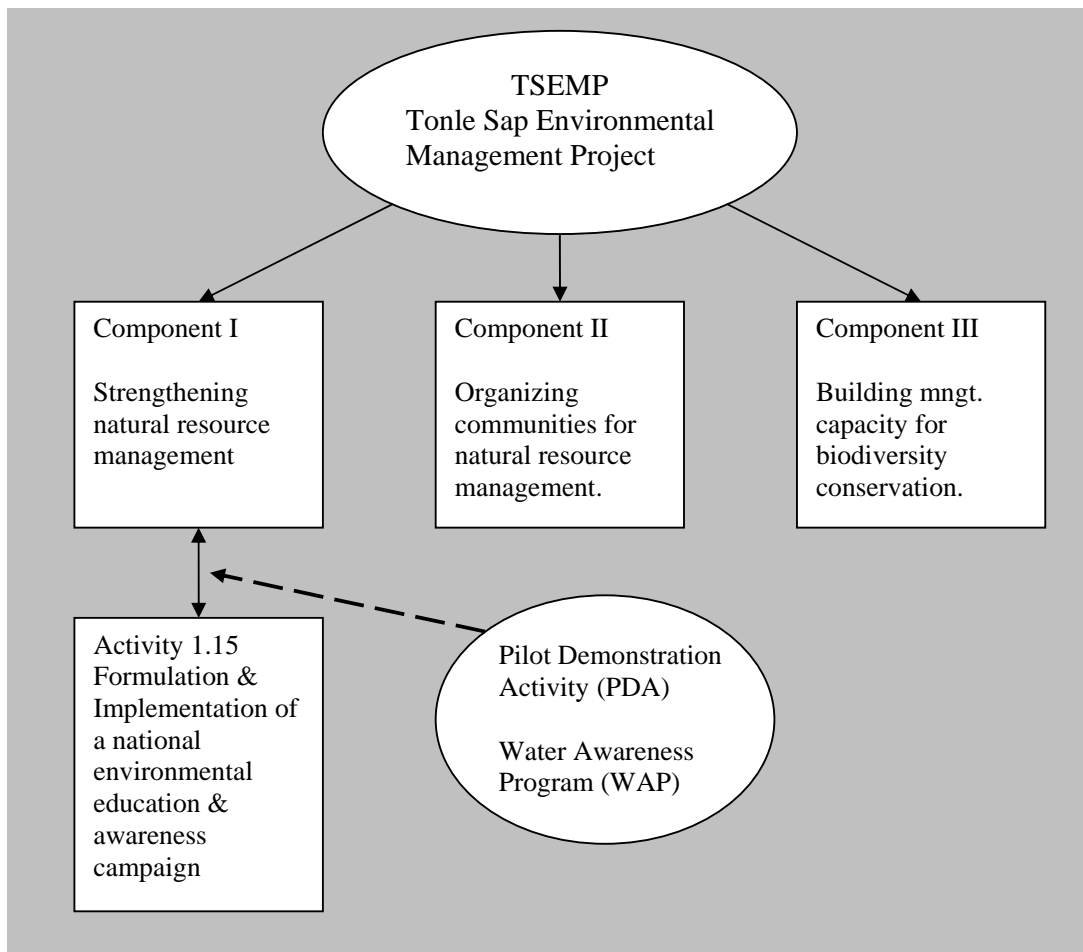 TSEMP
Tonle Sap Environmental
Management Project
Component I
Strengthening
natural resource
management
Component II
Organizing
communities for
natural resource
management.
Component III
Building mngt.
capacity for
biodiversity
conservation.
Activity 1.15
Formulation &
Implementation of
a national
environmental
education &
awareness
campaign
Pilot Demonstration
Activity (PDA)
Water Awareness
Program (WAP)